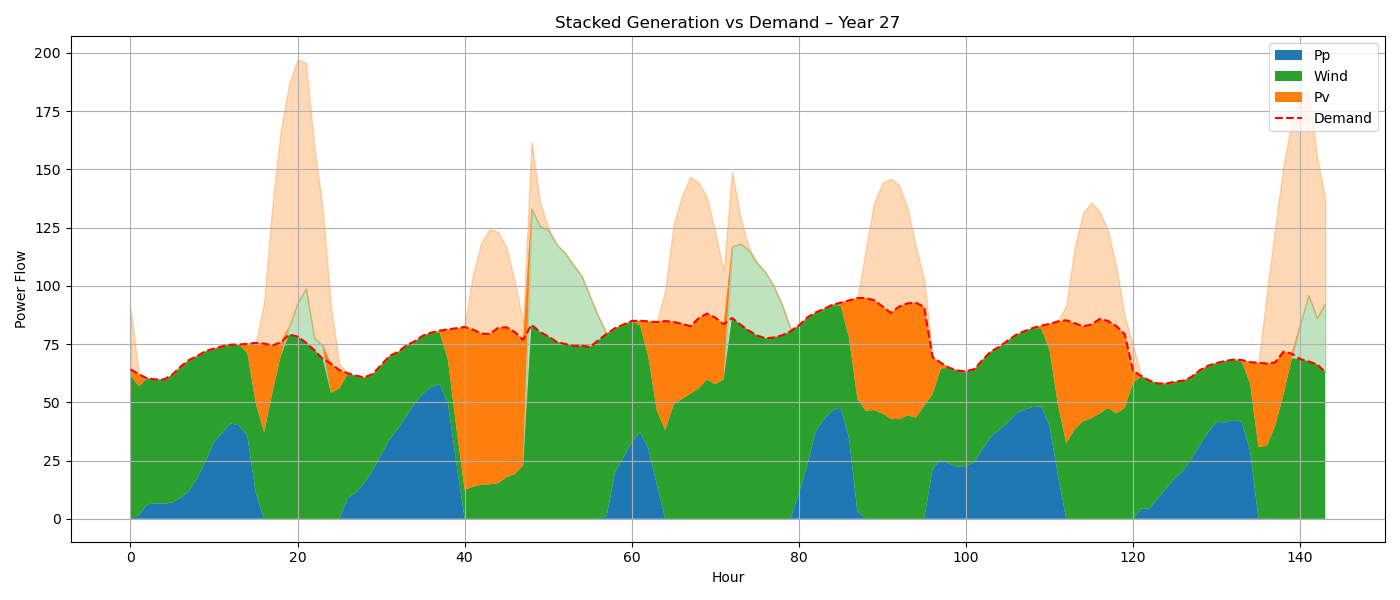 Stacked Generation vs Demand – Year 27
200
175
150
125
100
75
50
25
0
Power Flow
0 20 40 60 80 100 120 140
Hour
Pp
Wind
Pv
Demand